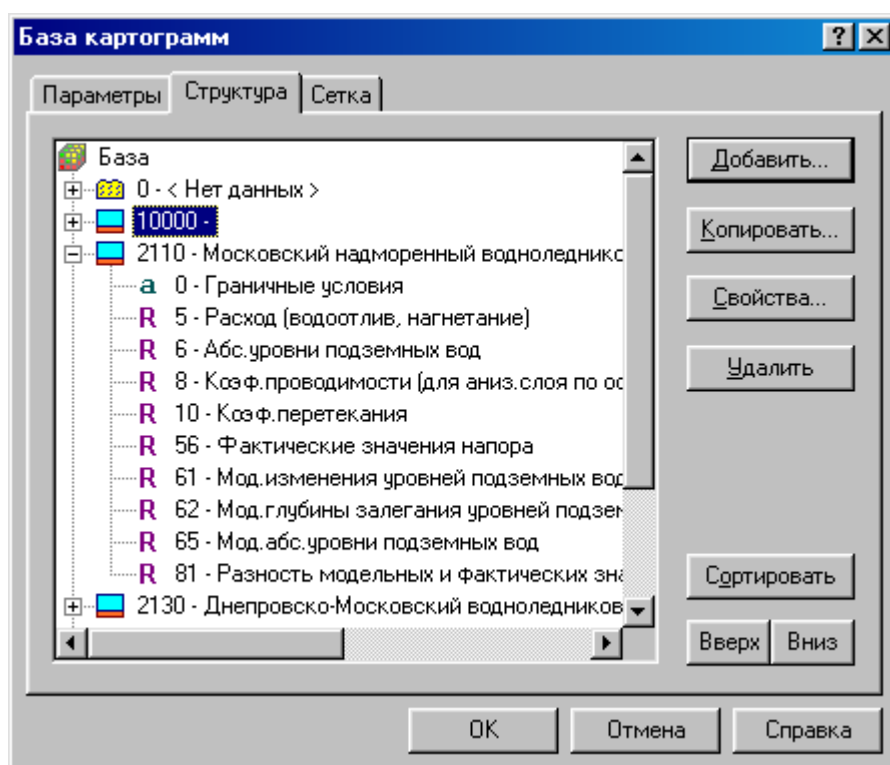 База картограмм
Параметры Структура Сетка
База
0 - < Нет данных >
10000 -
2110 - Московский надморенный водноледникс
a 0 - Граничные условия
R 5 - Расход (водоотлив, нагнетание)
R 6 - Абс.уровни подземных вод
R 8 - Коэф.проводимости (для аниз.слоя по ос
R 10 - Коэф.перетекания
R 56 - Фактические значения напора
R 61 - Мод.изменения уровней подземных вод
R 62 - Мод.глубины залегания уровней подзем
R 65 - Мод.абс.уровни подземных вод
R 81 - Разность модельных и фактических зна
2130 - Днепровско-Московский водноледников
Добавить...
Копировать...
Свойства...
Удалить
Сортировать
Вверх Вниз
OK Отмена Справка